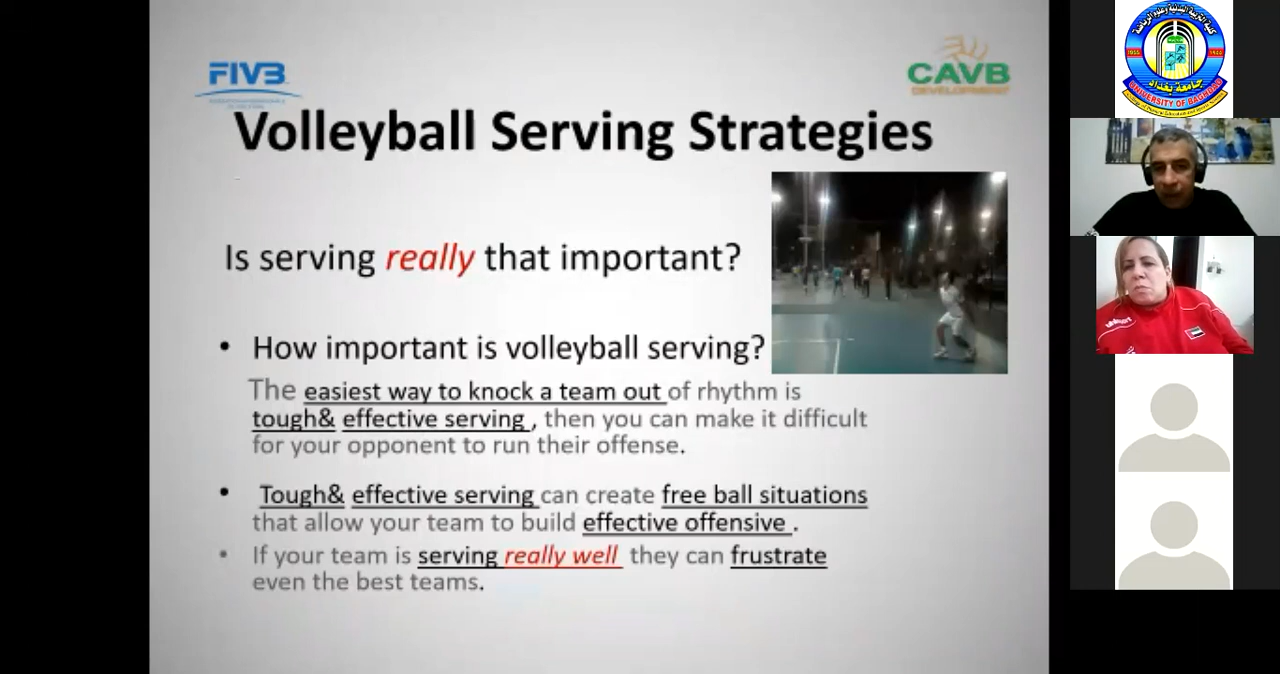 FIVB
CAVB
DEVELOPMENT
Volleyball Serving Strategies
Is serving really that important?
• How important is volleyball serving?
The easiest way to knock a team out of rhythm is
tough& effective serving , then you can make it difficult
for your opponent to run their offense.
• Tough& effective serving can create free ball situations
that allow your team to build effective offensive .
• If your team is serving really well they can frustrate
even the best teams.
جامعة بغداد
UNIVERSITY OF BAGHDAD
uhlsport